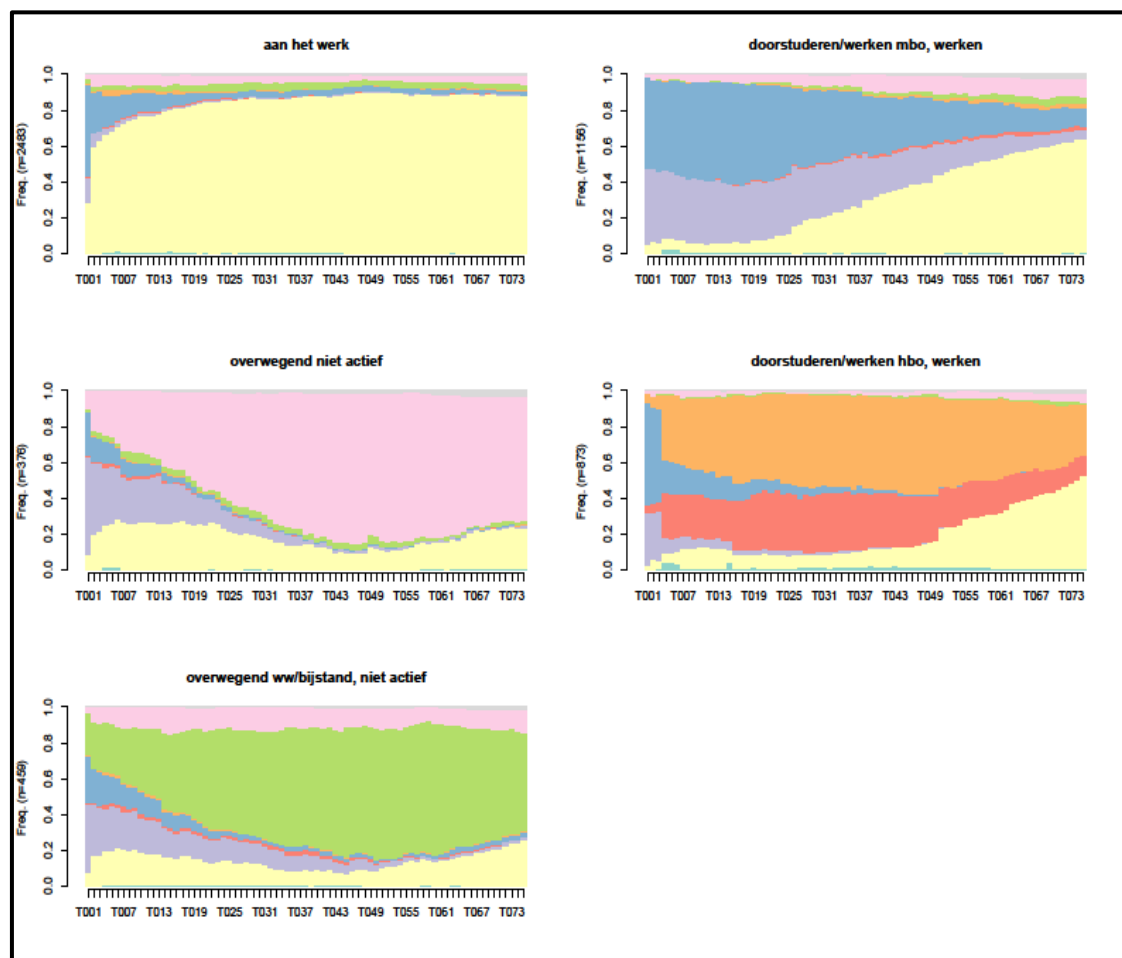 aan het werk
1.0
0.8
0.6
0.4
0.2
0.0
Freq. (n=2483)
T001 T007 T013 T019 T025 T031 T037 T043 T049 T055 T061 T067 T073
doorstuderen/werken mbo, werken
1.0
0.8
0.6
0.4
0.2
0.0
Freq. (n=1156)
T001 T007 T013 T019 T025 T031 T037 T043 T049 T055 T061 T067 T073
overwegend niet actief
1.0
0.8
0.6
0.4
0.2
0.0
Freq. (n=376)
T001 T007 T013 T019 T025 T031 T037 T043 T049 T055 T061 T067 T073
doorstuderen/werken hbo, werken
1.0
0.8
0.6
0.4
0.2
0.0
Freq. (n=873)
T001 T007 T013 T019 T025 T031 T037 T043 T049 T055 T061 T067 T073
overwegend ww/bijstand, niet actief
1.0
0.8
0.6
0.4
0.2
0.0
Freq. (n=459)
T001 T007 T013 T019 T025 T031 T037 T043 T049 T055 T061 T067 T073